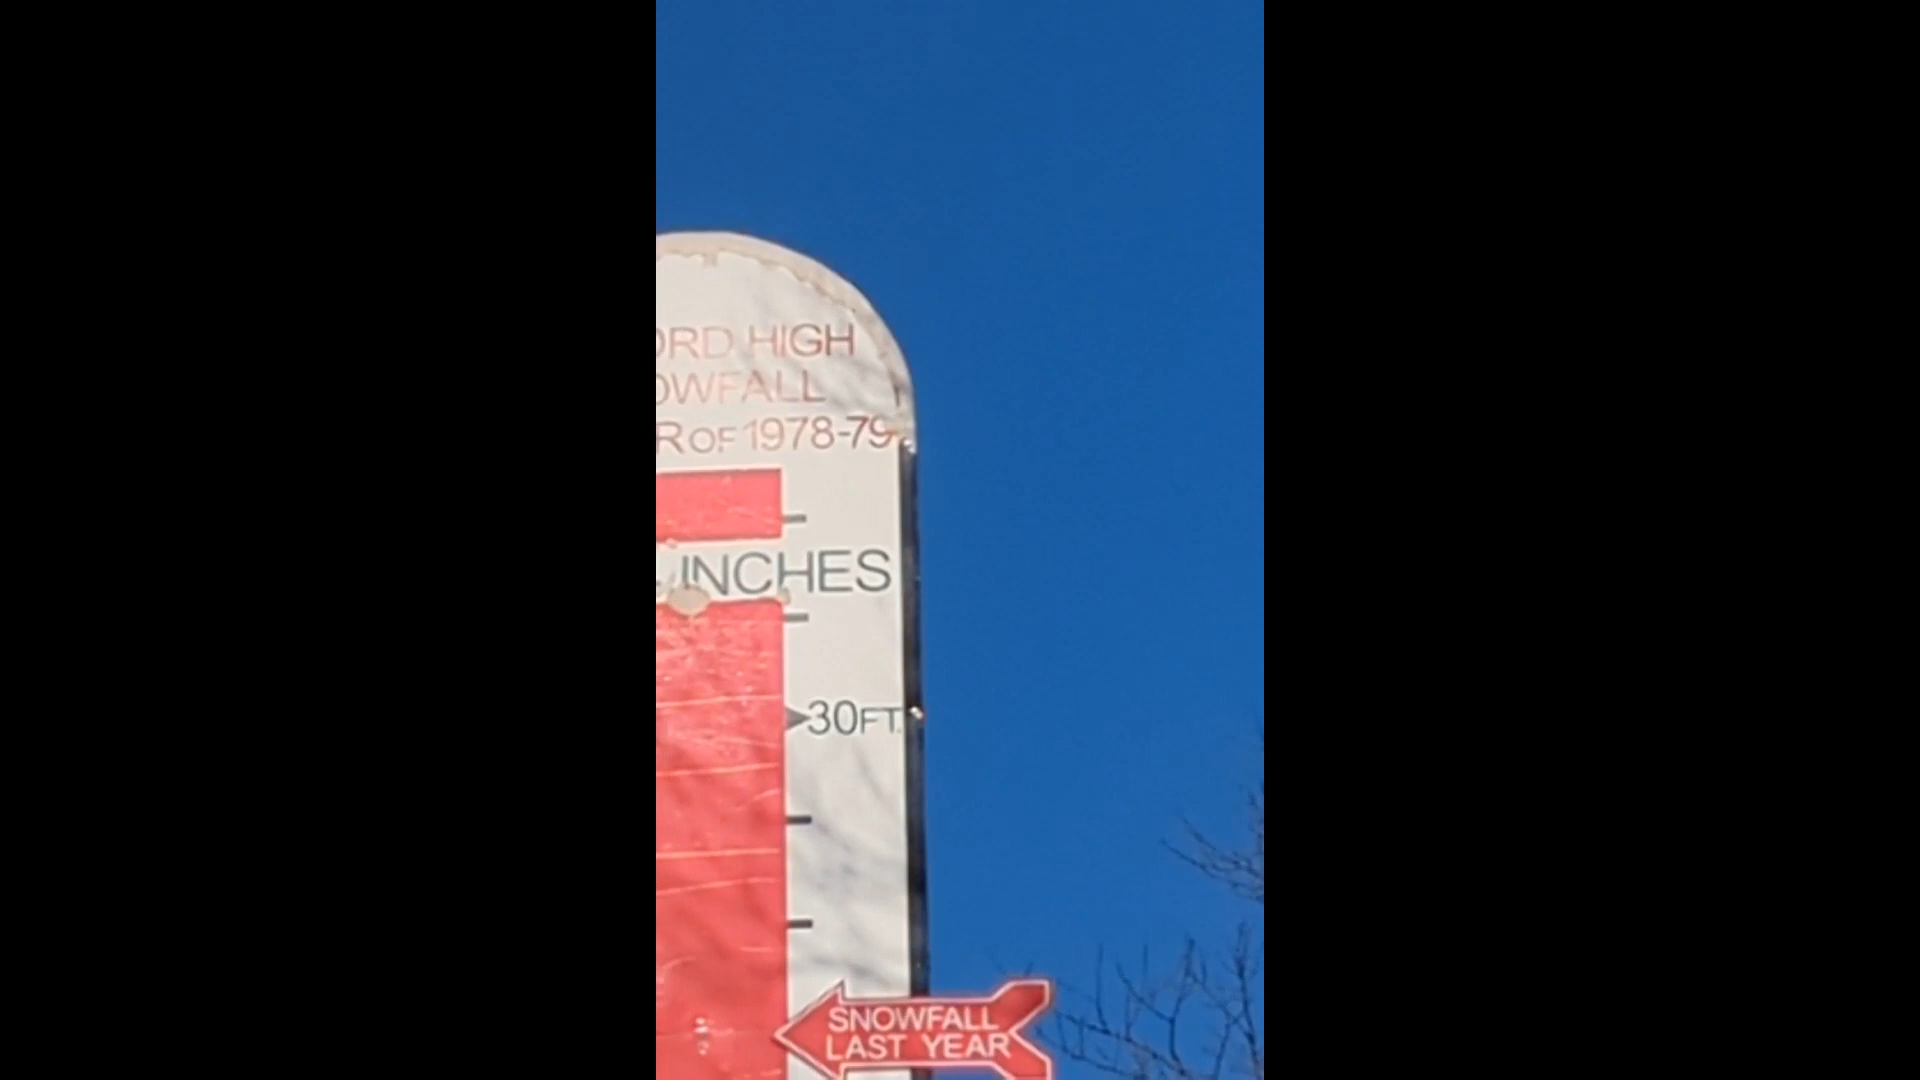 ORD HIGH
OWFALL
R OF 1978-79
INCHES
30FT.
SNOWFALL
LAST YEAR